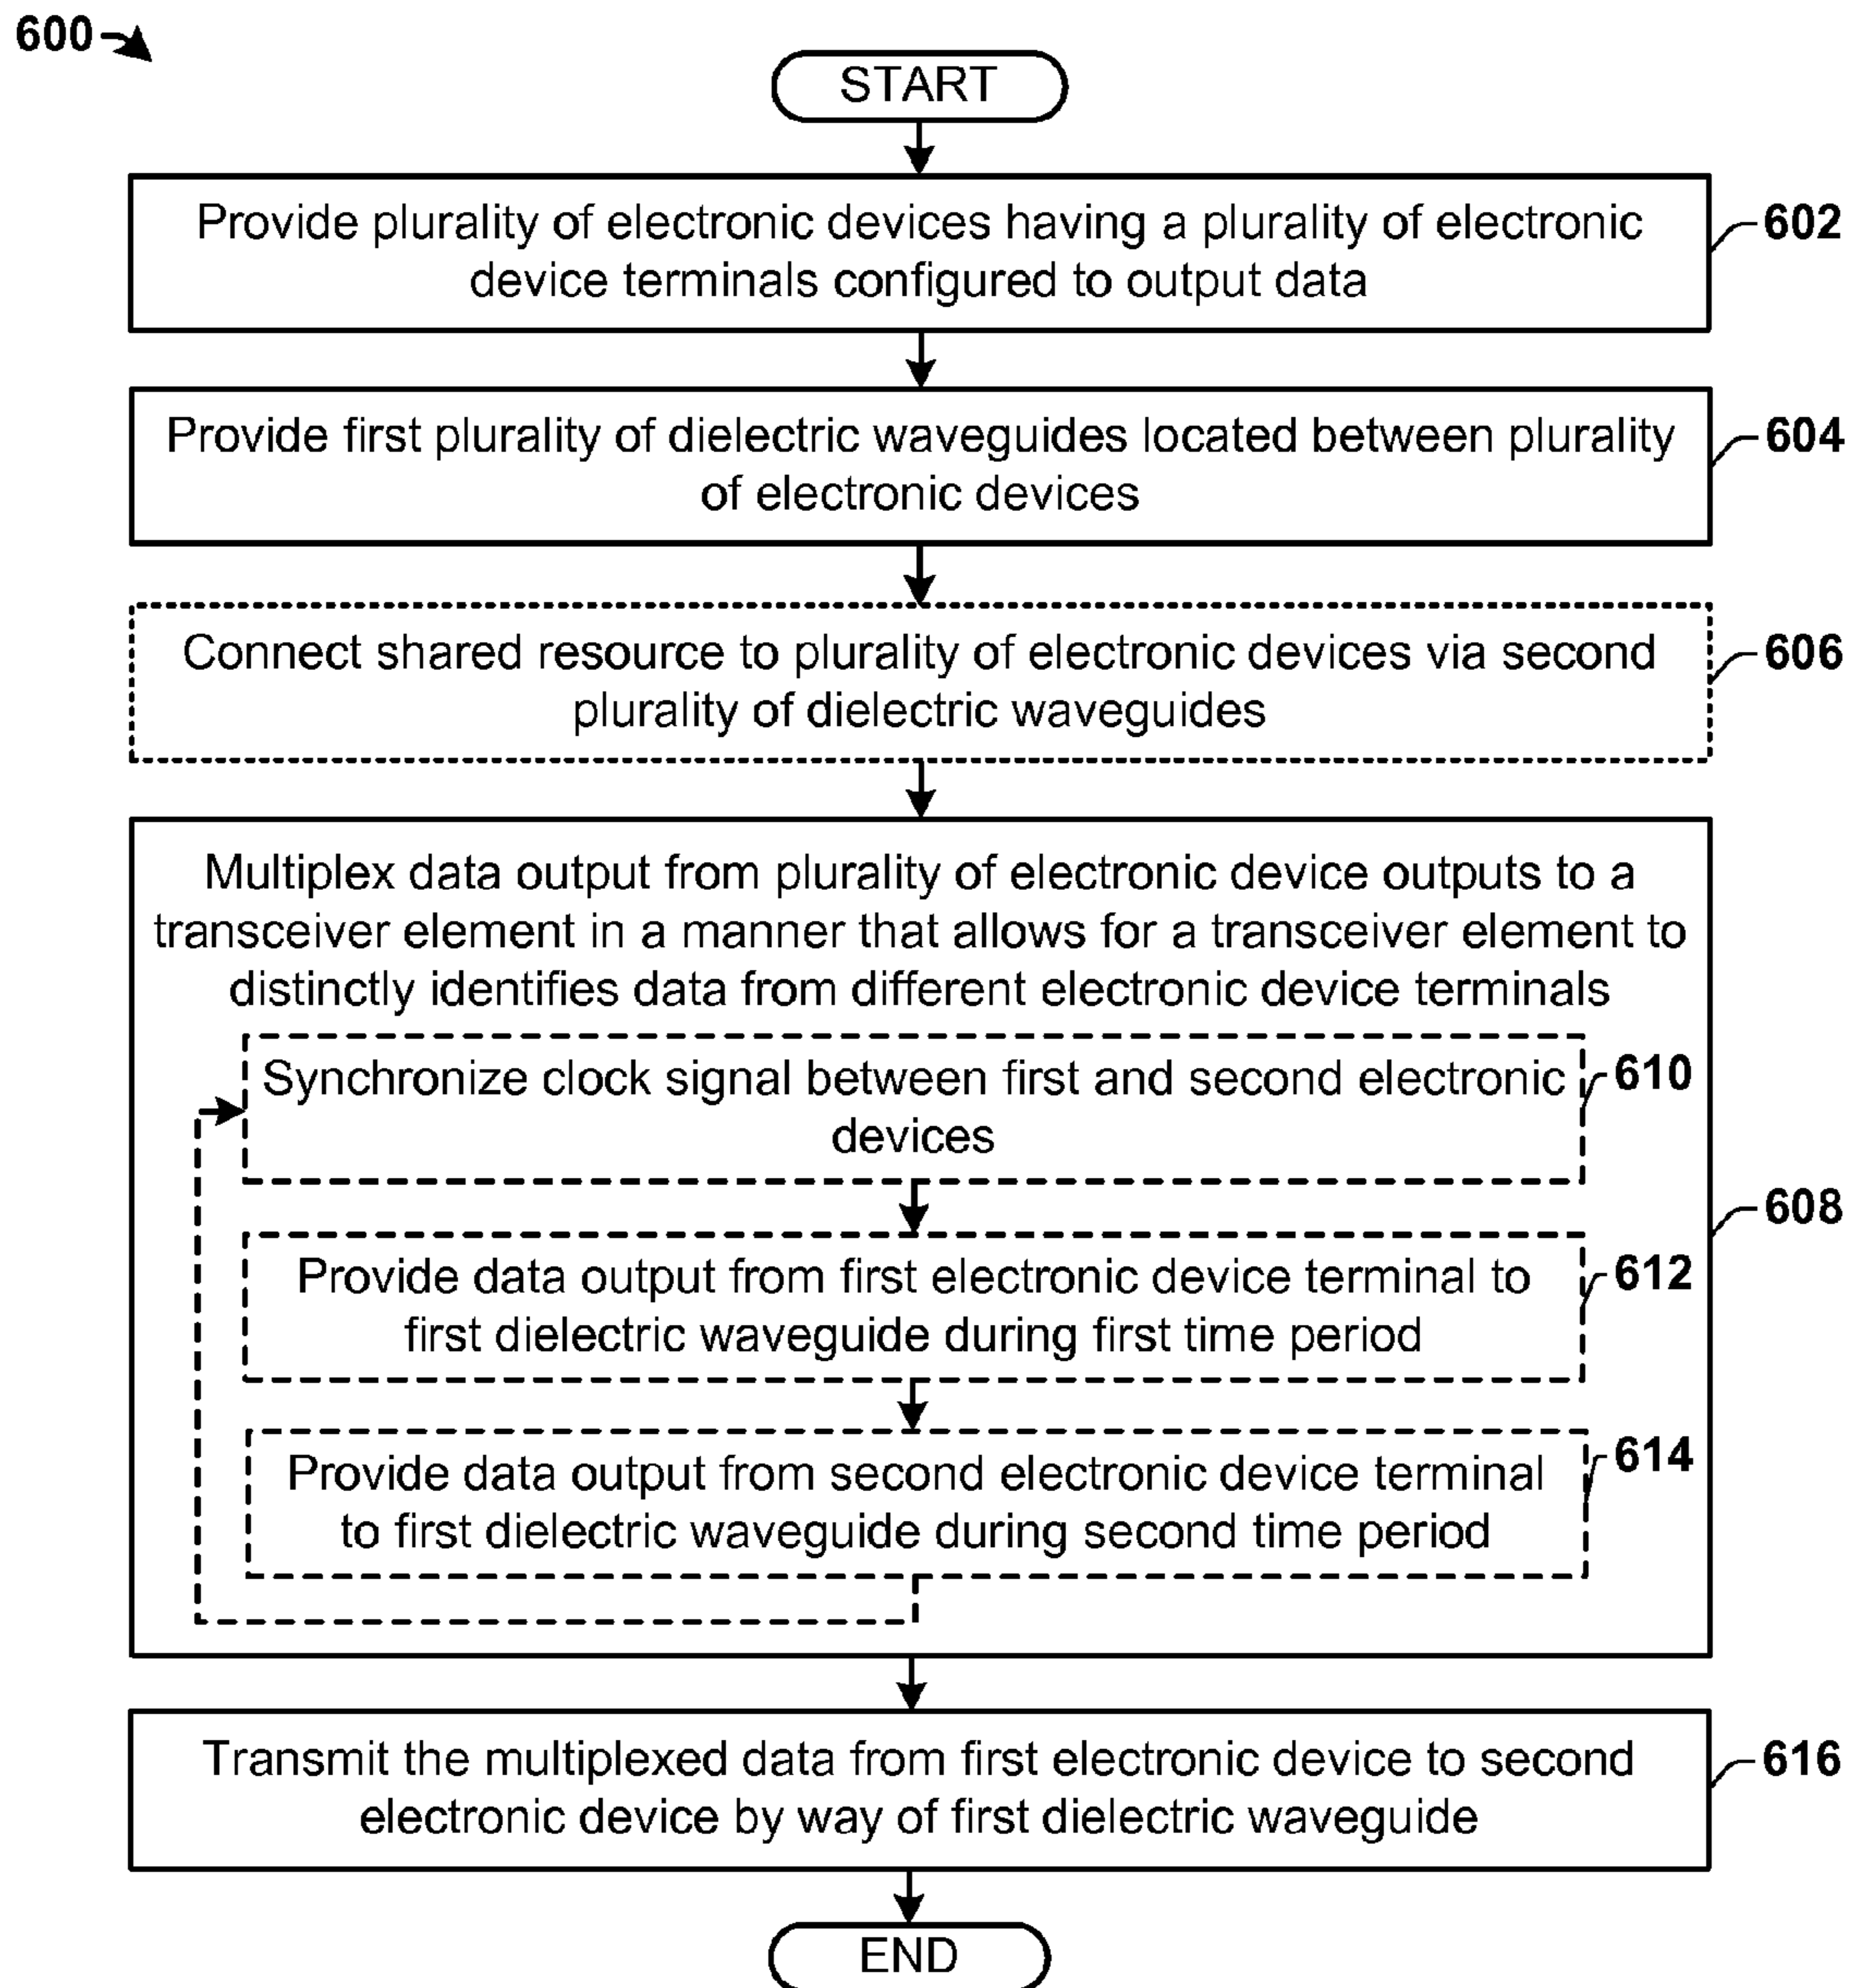 600
START
Provide plurality of electronic devices having a plurality of electronic
device terminals configured to output data
602
Provide first plurality of dielectric waveguides located between plurality
of electronic devices
604
Connect shared resource to plurality of electronic devices via second
plurality of dielectric waveguides
606
Multiplex data output from plurality of electronic device outputs to a
transceiver element in a manner that allows for a transceiver element to
distinctly identifies data from different electronic device terminals
Synchronize clock signal between first and second electronic
devices
610
608
Provide data output from first electronic device terminal to
first dielectric waveguide during first time period
612
Provide data output from second electronic device terminal
to first dielectric waveguide during second time period
614
Transmit the multiplexed data from first electronic device to second
electronic device by way of first dielectric waveguide
616
END